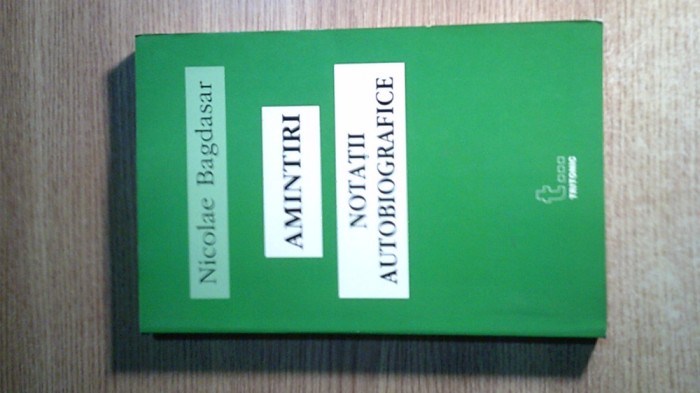 Nicolae Bagdasar
AMINTIRI
NOTAȚII
AUTOBIOGRAFICE
t
TRITONIC